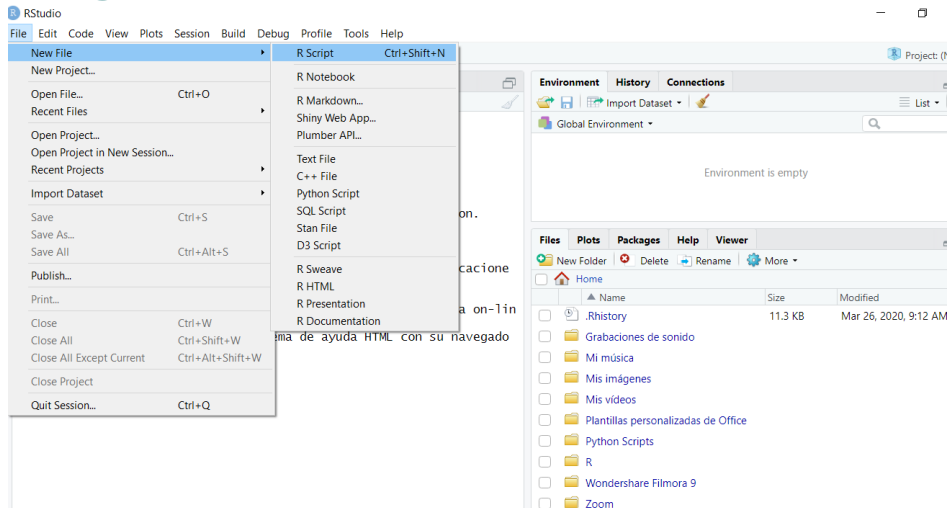 RStudio
File Edit Code View Plots Session Build Debug Profile Tools Help
New File
New Project...
Open File... Ctrl+O
Recent Files
Open Project...
Open Project in New Session...
Recent Projects
Import Dataset
Save Ctrl+S
Save As...
Save All Ctrl+Alt+S
Publish...
Print...
Close Ctrl+W
Close All Ctrl+Shift+W
Close All Except Current Ctrl+Alt+Shift+W
Close Project
Quit Session... Ctrl+Q
R Script Ctrl+Shift+N
R Notebook
R Markdown...
Shiny Web App...
Plumber API...
Text File
C++ File
Python Script
SQL Script
Stan File
D3 Script
R Sweave
R HTML
R Presentation
R Documentation
on.
cacione
a on-lin
ema de ayuda HTML con su navegado
Project: (N
Environment History Connections
Import Dataset List
Global Environment
Environment is empty
Files Plots Packages Help Viewer
New Folder Delete Rename More
Home
Name Size Modified
.Rhistory 11.3 KB Mar 26, 2020, 9:12 AM
Grabaciones de sonido
Mi música
Mis imágenes
Mis vídeos
Plantillas personalizadas de Office
Python Scripts
R
Wondershare Filmora 9
Zoom